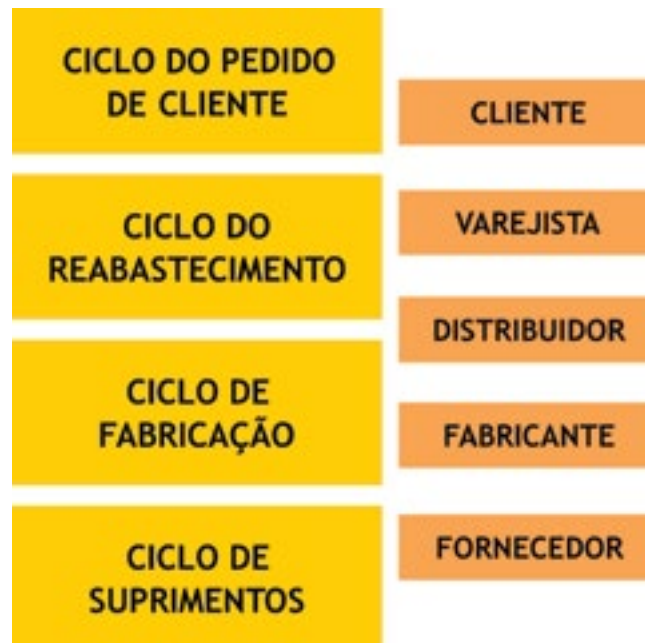 CICLO DO PEDIDO
DE CLIENTE
CLIENTE
CICLO DO
REABASTECIMENTO
VAREJISTA
DISTRIBUIDOR
CICLO DE
FABRICAÇÃO
FABRICANTE
CICLO DE
SUPRIMENTOS
FORNECEDOR